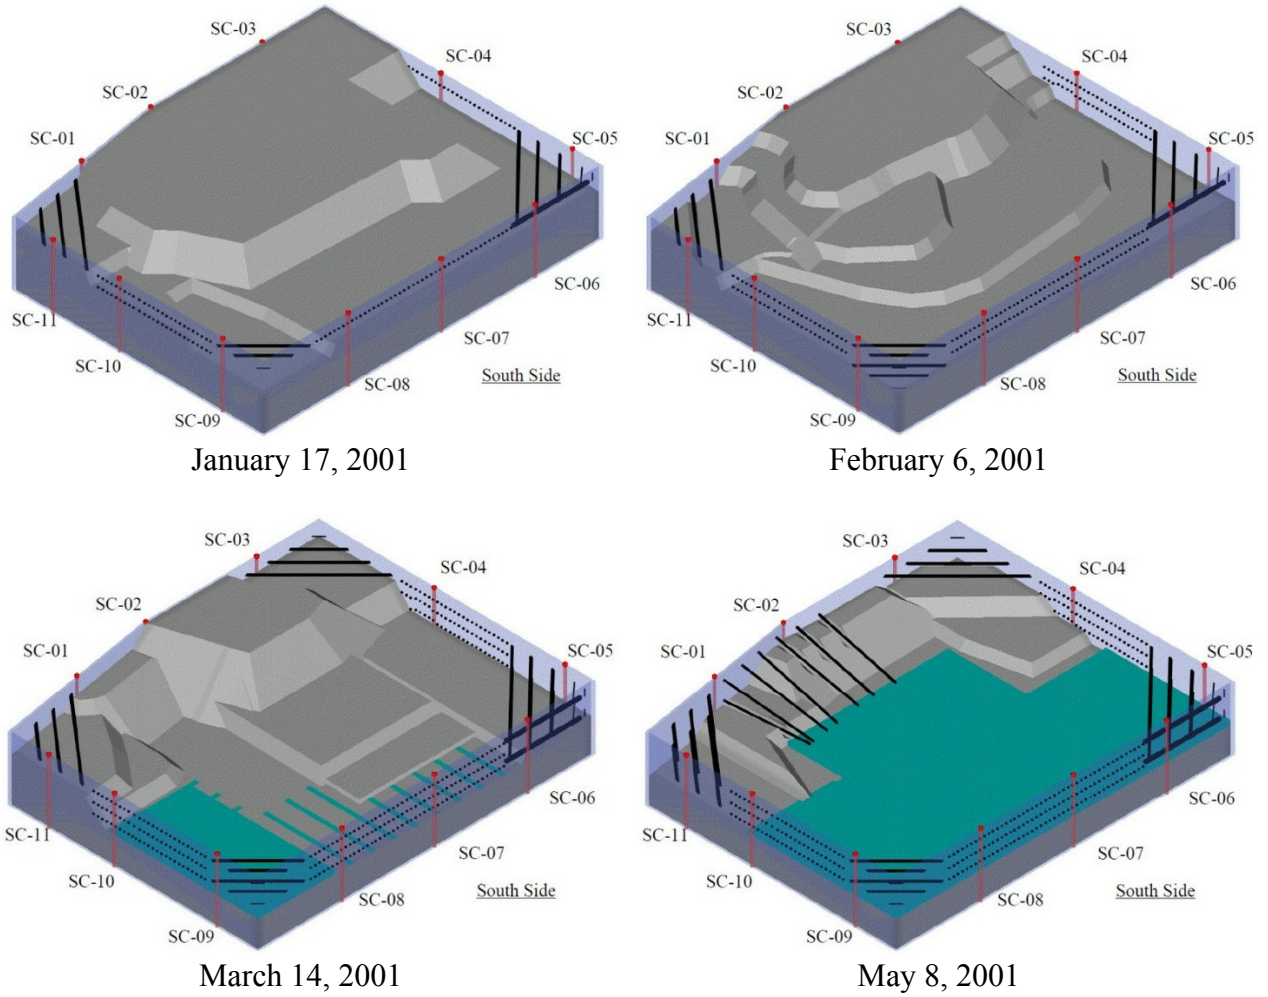 SC-03
SC-04
SC-02
SC-01
SC-05
SC-06
SC-11
SC-07
SC-10
South Side
SC-08
SC-09
January 17, 2001
SC-03
SC-04
SC-02
SC-01
SC-05
SC-06
SC-11
SC-07
SC-10
South Side
SC-08
SC-09
February 6, 2001
SC-03
SC-04
SC-02
SC-01
SC-05
SC-06
SC-11
SC-07
SC-10
South Side
SC-08
SC-09
March 14, 2001
SC-03
SC-04
SC-02
SC-01
SC-05
SC-06
SC-11
SC-07
SC-10
South Side
SC-08
SC-09
May 8, 2001